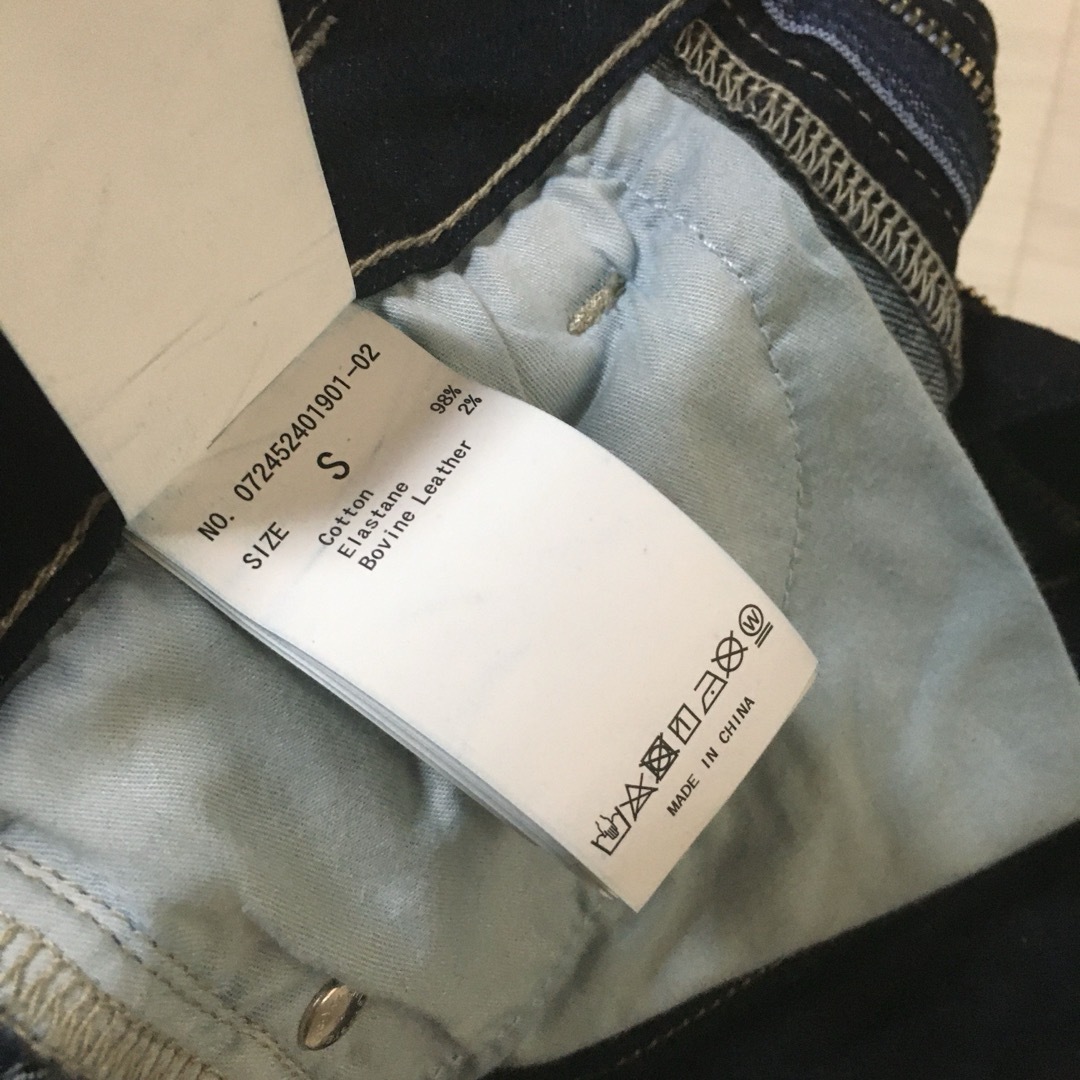 NO. 072452401901-02
SIZE S
Cotton 98%
Elastane 2%
Bovine Leather
W
MADE IN CHINA